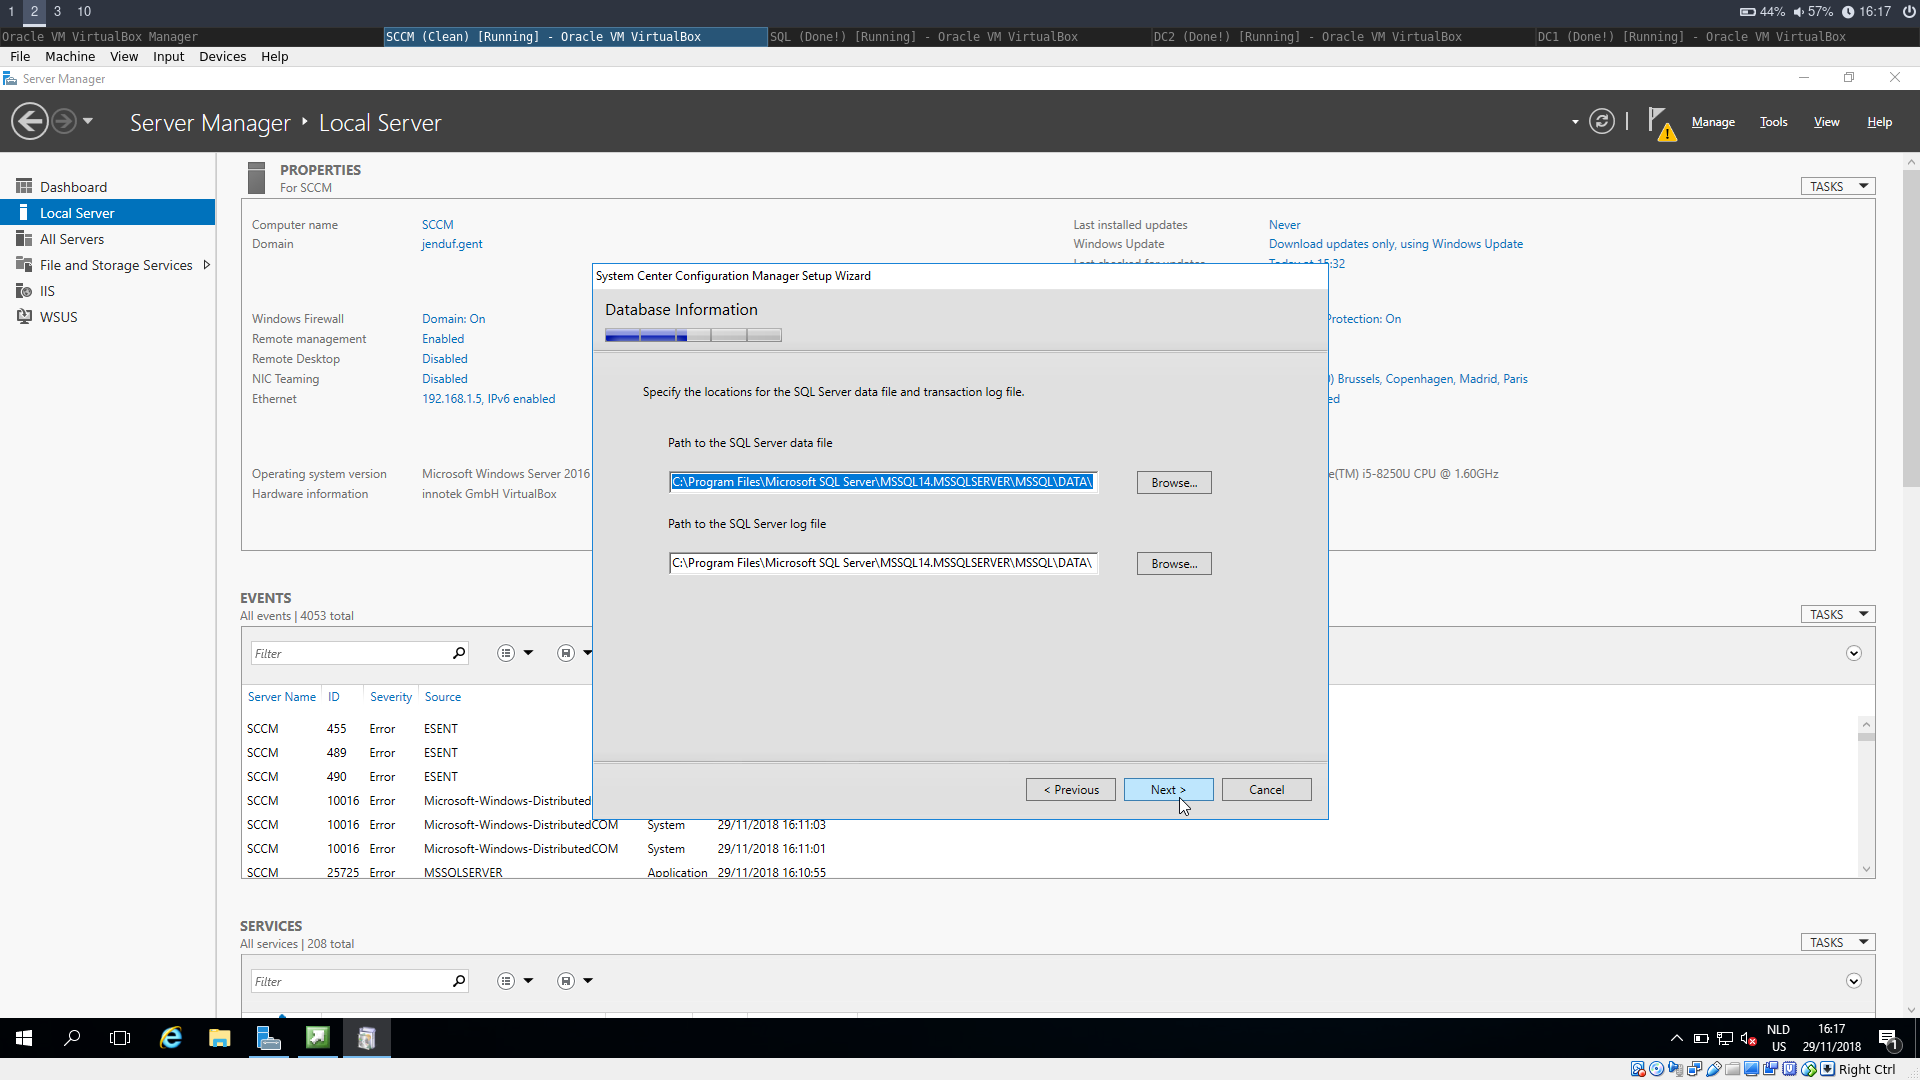 1 2 3 10
44% 57% 16:17
Oracle VM VirtualBox Manager
SCCM (Clean) [Running] - Oracle VM VirtualBox
SQL (Done!) [Running] - Oracle VM VirtualBox
DC2 (Done!) [Running] - Oracle VM VirtualBox
DC1 (Done!) [Running] - Oracle VM VirtualBox
File Machine View Input Devices Help
Server Manager
Server Manager ‣ Local Server
Manage Tools View Help
Dashboard
Local Server
All Servers
File and Storage Services
IIS
WSUS
PROPERTIES
For SCCM
TASKS
Computer name SCCM
Domain jenduf.gent
Last installed updates Never
Windows Update Download updates only, using Windows Update
Windows Firewall Domain: On
Remote management Enabled
Remote Desktop Disabled
NIC Teaming Disabled
Ethernet 192.168.1.5, IPv6 enabled
Protection: On
) Brussels, Copenhagen, Madrid, Paris
ed
Operating system version Microsoft Windows Server 2016
Hardware information innotek GmbH VirtualBox
e(TM) i5-8250U CPU @ 1.60GHz
System Center Configuration Manager Setup Wizard
Database Information
Specify the locations for the SQL Server data file and transaction log file.
Path to the SQL Server data file
C:\Program Files\Microsoft SQL Server\MSSQL14.MSSQLSERVER\MSSQL\DATA\
Browse...
Path to the SQL Server log file
C:\Program Files\Microsoft SQL Server\MSSQL14.MSSQLSERVER\MSSQL\DATA\
Browse...
< Previous
Next >
Cancel
EVENTS
All events | 4053 total
TASKS
Filter
Server Name ID Severity Source
SCCM 455 Error ESENT
SCCM 489 Error ESENT
SCCM 490 Error ESENT
SCCM 10016 Error Microsoft-Windows-Distributed
SCCM 10016 Error Microsoft-Windows-DistributedCOM System 29/11/2018 16:11:03
SCCM 10016 Error Microsoft-Windows-DistributedCOM System 29/11/2018 16:11:01
SCCM 25725 Error MSSQLSERVER Application 29/11/2018 16:10:55
SERVICES
All services | 208 total
TASKS
Filter
NLD
US
16:17
29/11/2018
1
Right Ctrl